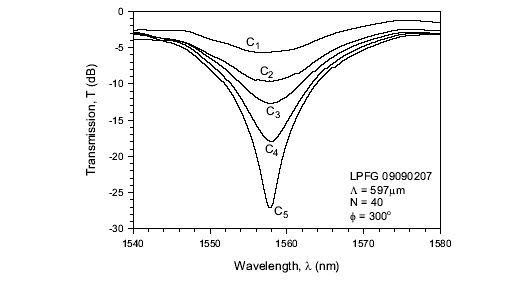 0
-5
-10
-15
-20
-25
-30
Transmission, T (dB)
C1
C2
C3
C4
C5
LPFG 09090207
Λ = 597μm
N = 40
ϕ = 300°
1540 1550 1560 1570 1580
Wavelength, λ (nm)